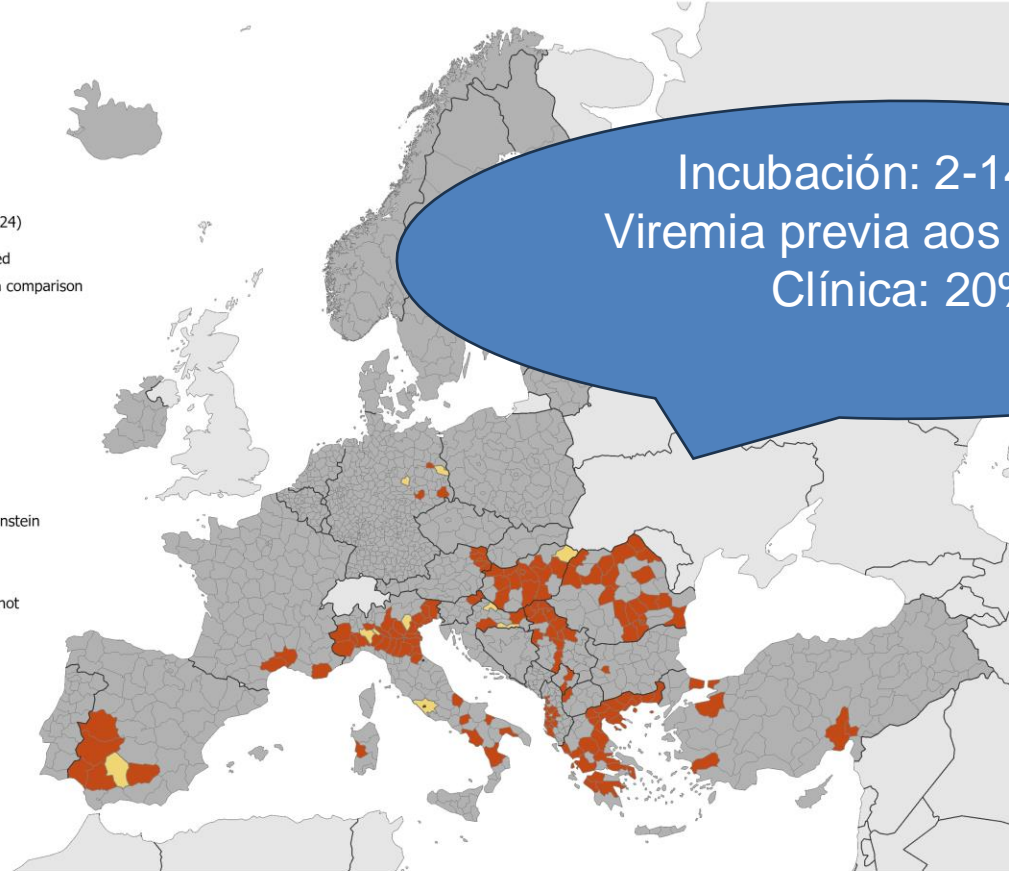 24)
ed
comparison
nstein
not
Incubación: 2-14
Viremia previa aos
Clínica: 20%